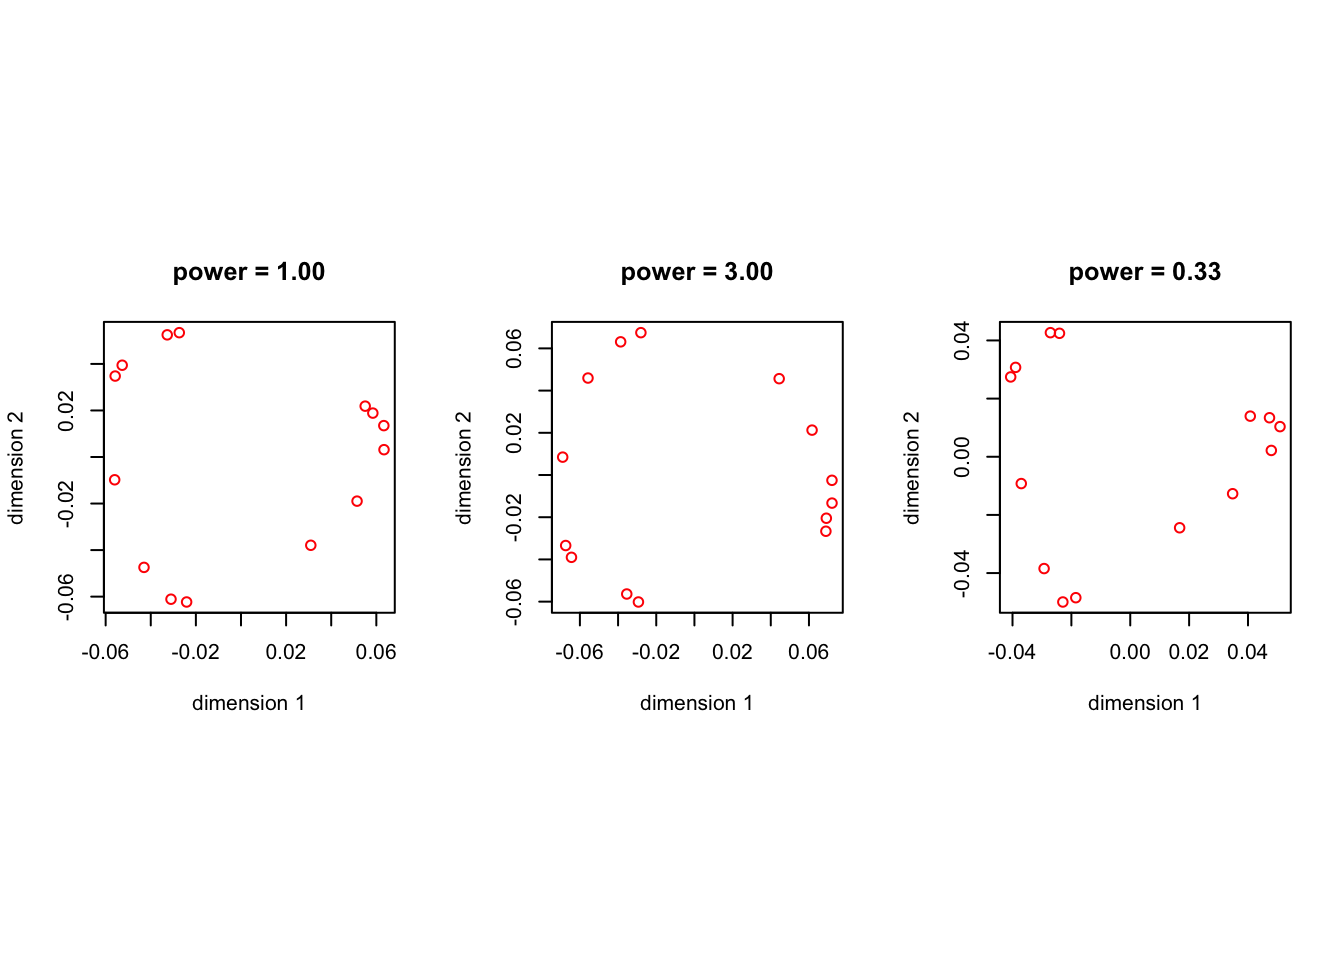 power = 1.00
dimension 2
0.02
-0.02
-0.06
-0.06 -0.02 0.02 0.06
dimension 1
power = 3.00
dimension 2
0.06
0.02
-0.02
-0.06
-0.06 -0.02 0.02 0.06
dimension 1
power = 0.33
dimension 2
0.04
0.00
-0.04
-0.04 0.00 0.02 0.04
dimension 1